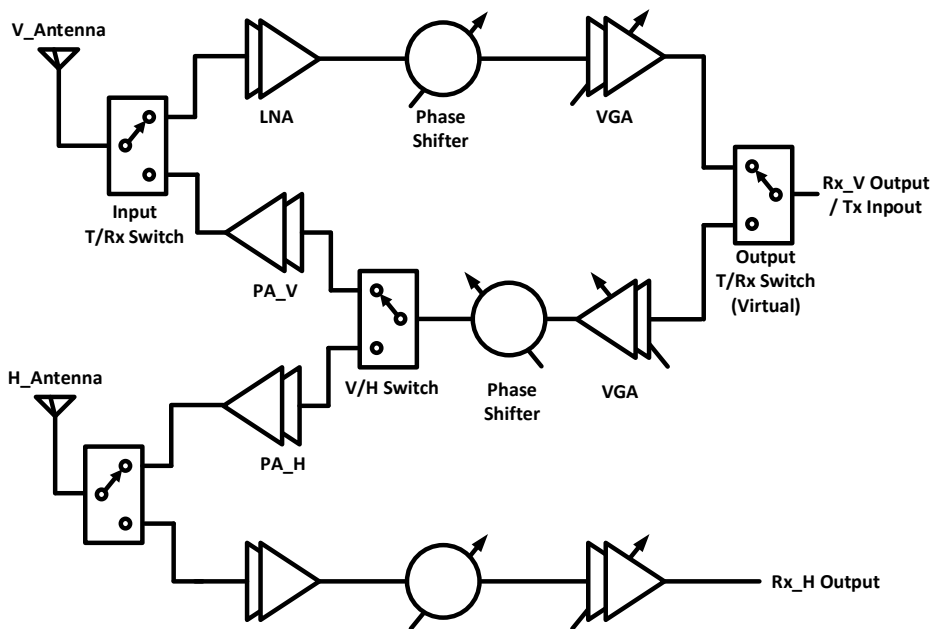 V_Antenna
LNA
Phase
Shifter
VGA
Input
T/Rx Switch
Rx_V Output
/ Tx Inpout
Output
T/Rx Switch
(Virtual)
PA_V
V/H Switch
Phase
Shifter
VGA
H_Antenna
PA_H
Rx_H Output